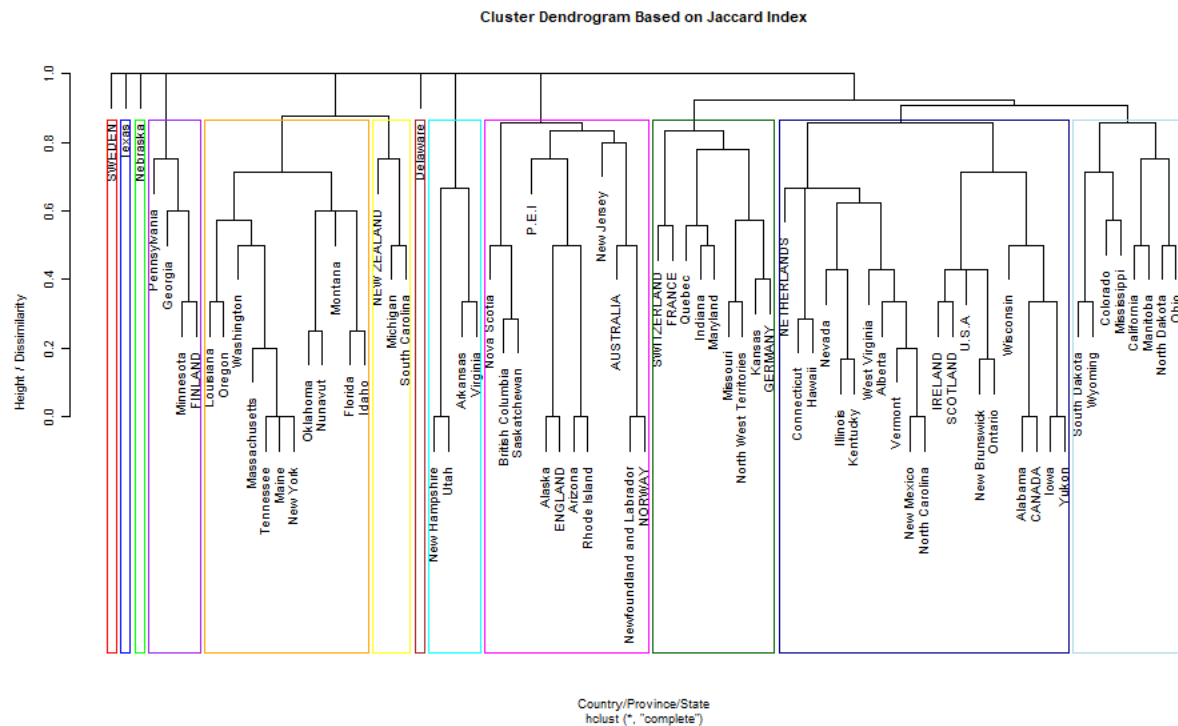 Cluster Dendrogram Based on Jaccard Index
Height / Dissimilarity
1.0
0.8
0.6
0.4
0.2
0.0
SWEDEN
Texas
Nebraska
Pennsylvania
Georgia
Minnesota
FINLAND
Louisiana
Oregon
Washington
Massachusetts
Tennessee
Maine
New York
Oklahoma
Nunavut
Montana
Florida
Idaho
NEW ZEALAND
Michigan
South Carolina
Delaware
New Hampshire
Utah
Arkansas
Virginia
Nova Scotia
British Columbia
Saskatchewan
P.E.I
Alaska
ENGLAND
Arizona
Rhode Island
New Jersey
AUSTRALIA
Newfoundland and Labrador
NORWAY
SWITZERLAND
FRANCE
Quebec
Indiana
Maryland
Missouri
North West Territories
Kansas
GERMANY
NETHERLANDS
Connecticut
Hawaii
Nevada
Illinois
Kentucky
West Virginia
Alberta
Vermont
New Mexico
North Carolina
IRELAND
SCOTLAND
U.S.A
New Brunswick
Ontario
Wisconsin
Alabama
CANADA
Iowa
Yukon
South Dakota
Wyoming
Colorado
Mississippi
California
Manitoba
North Dakota
Ohio
Country/Province/State
hclust (*, "complete")